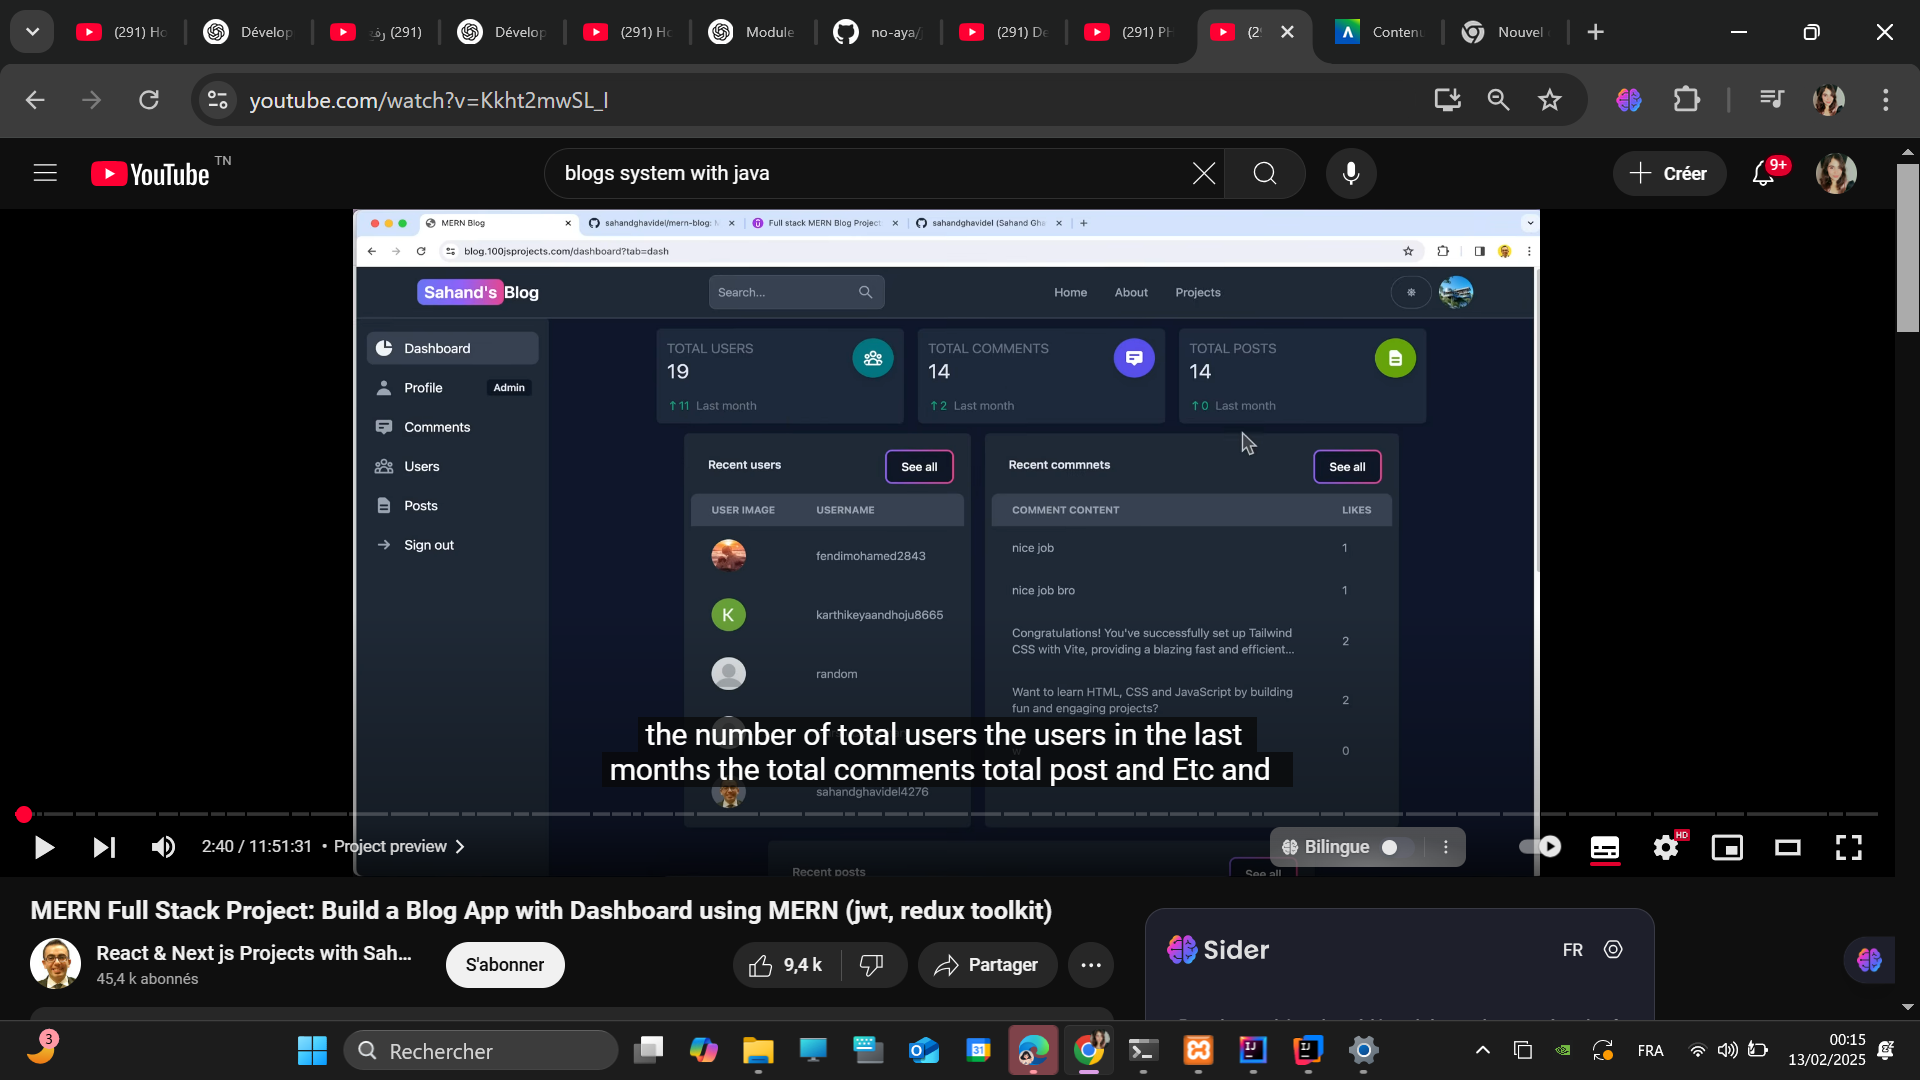 (291) Ho
Dévelop
(291) رفع
Dévelop
(291) Ho
Module
no-aya/j
(291) De
(291) PH
(29
Contenu
Nouvel
youtube.com/watch?v=Kkht2mwSL_I
YouTube TN
blogs system with java
Créer
9+
MERN Blog
sahandghavidel/mern-blog:
Full stack MERN Blog Project:
sahandghavidel (Sahand Gha
blog.100jsprojects.com/dashboard?tab=dash
Sahand's Blog
Search...
Home
About
Projects
Dashboard
Profile
Admin
Comments
Users
Posts
Sign out
TOTAL USERS
19
11 Last month
TOTAL COMMENTS
14
2 Last month
TOTAL POSTS
14
0 Last month
Recent users
See all
USER IMAGE
USERNAME
fendimohamed2843
K
karthikeyaandhoju8665
random
sahandghavidel4276
Recent commnets
See all
COMMENT CONTENT
LIKES
nice job
1
nice job bro
1
Congratulations! You've successfully set up Tailwind
CSS with Vite, providing a blazing fast and efficient...
2
Want to learn HTML, CSS and JavaScript by building
fun and engaging projects?
2
0
the number of total users the users in the last
months the total comments total post and Etc and
Recent posts
See all
2:40 / 11:51:31 • Project preview
Bilingue
HD
MERN Full Stack Project: Build a Blog App with Dashboard using MERN (jwt, redux toolkit)
React & Next js Projects with Sah...
45,4 k abonnés
S'abonner
9,4 k
Partager
Sider
FR
3
Rechercher
31
FRA
00:15
13/02/2025